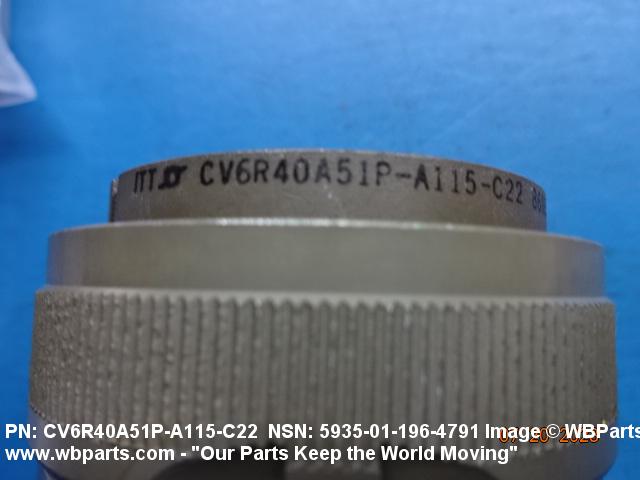 ITT CV6R40A51P-A115-C22
PN: CV6R40A51P-A115-C22 NSN: 5935-01-196-4791 Image © WBParts
www.wbparts.com - "Our Parts Keep the World Moving"